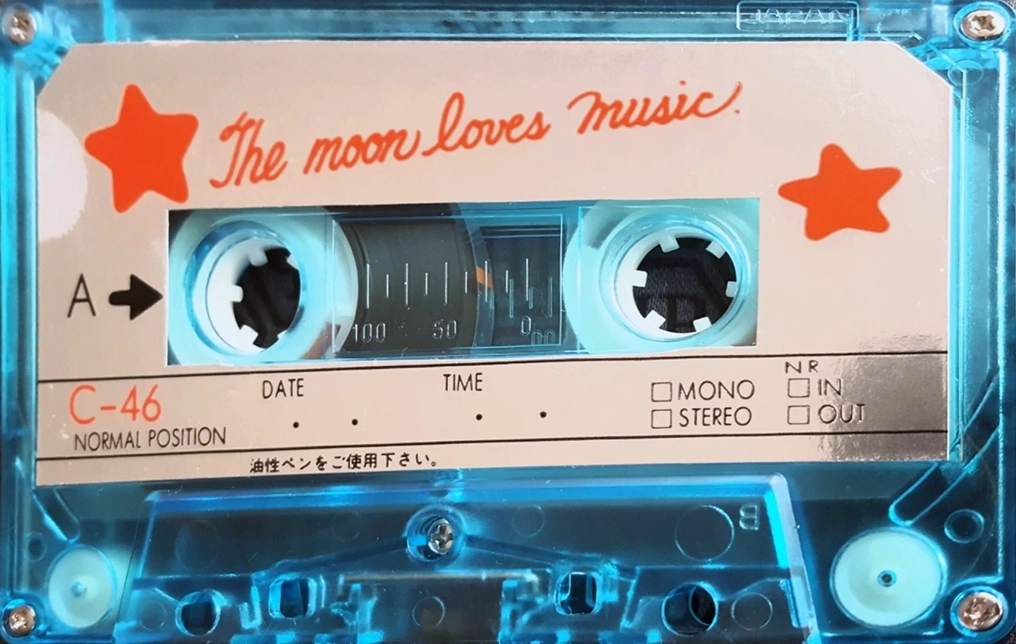 JAPAN
The moon loves music.
A
100 50 0
C-46
NORMAL POSITION
DATE
TIME
MONO
STEREO
NR
IN
OUT
油性ペンをご使用下さい。
B